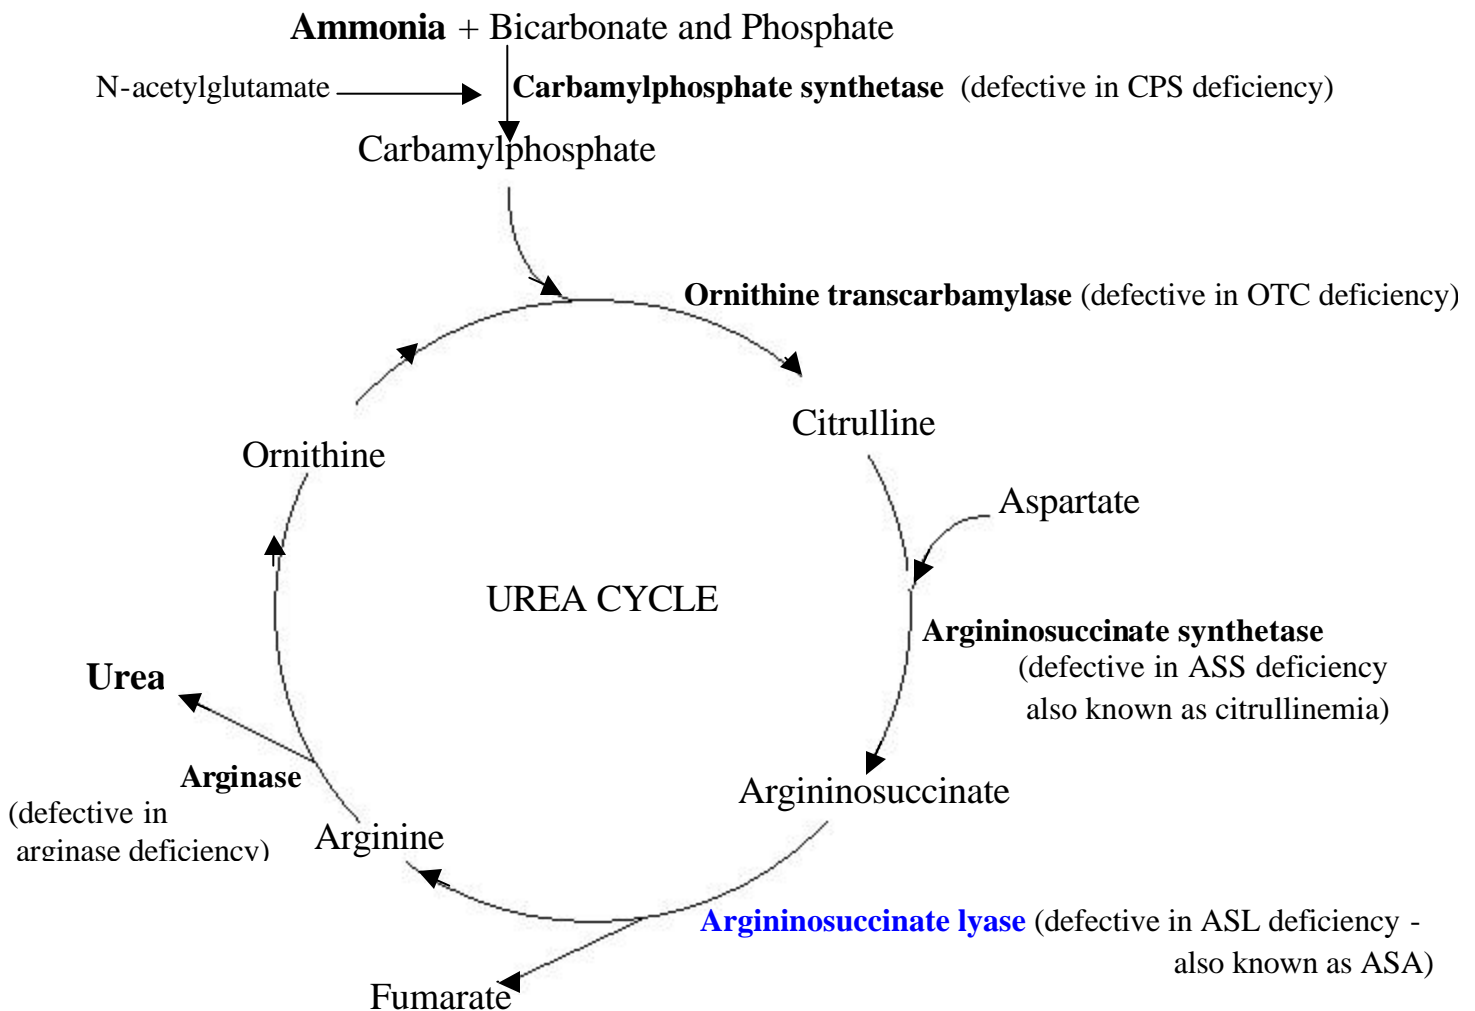 Ammonia + Bicarbonate and Phosphate
N-acetylglutamate
Carbamylphosphate synthetase (defective in CPS deficiency)
Carbamylphosphate
Ornithine transcarbamylase (defective in OTC deficiency)
Citrulline
Ornithine
Aspartate
UREA CYCLE
Argininosuccinate synthetase
(defective in ASS deficiency
also known as citrullinemia)
Urea
Arginase
(defective in
arginase deficiency)
Argininosuccinate
Arginine
Argininosuccinate lyase (defective in ASL deficiency -
also known as ASA)
Fumarate